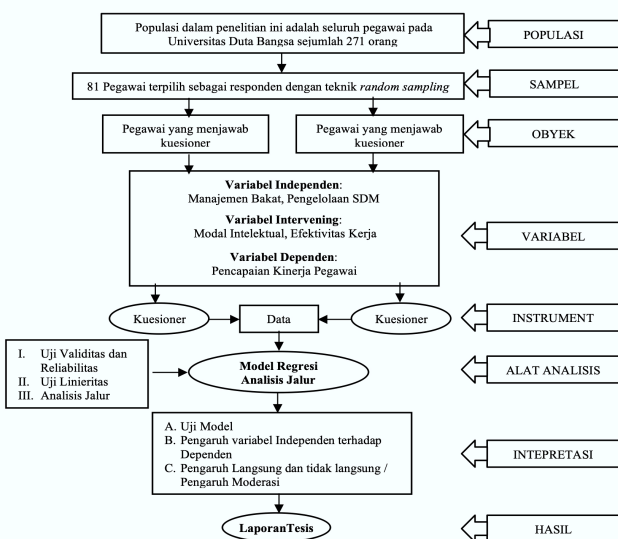 Populasi dalam penelitian ini adalah seluruh pegawai pada
Universitas Duta Bangsa sejumlah 271 orang
POPULASI
81 Pegawai terpilih sebagai responden dengan teknik random sampling
SAMPEL
Pegawai yang menjawab
kuesioner
Pegawai yang menjawab
kuesioner
OBYEK
Variabel Independen:
Manajemen Bakat, Pengelolaan SDM
Variabel Intervening:
Modal Intelektual, Efektivitas Kerja
Variabel Dependen:
Pencapaian Kinerja Pegawai
VARIABEL
Kuesioner
Data
Kuesioner
INSTRUMENT
I. Uji Validitas dan
Reliabilitas
II. Uji Linieritas
III. Analisis Jalur
Model Regresi
Analisis Jalur
ALAT ANALISIS
A. Uji Model
B. Pengaruh variabel Independen terhadap
Dependen
C. Pengaruh Langsung dan tidak langsung /
Pengaruh Moderasi
INTEPRETASI
LaporanTesis
HASIL